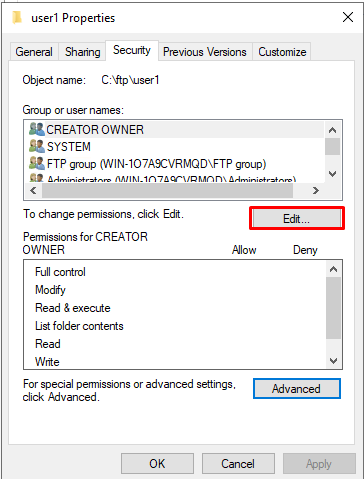 user1 Properties
General Sharing Security Previous Versions Customize
Object name: C:\ftp\user1
Group or user names:
CREATOR OWNER
SYSTEM
FTP group (WIN-1O7A9CVRMQD\FTP group)
Administrators (WIN-1O7A9CVRMQD\Administrators)
To change permissions, click Edit.
Edit...
Permissions for CREATOR
OWNER Allow Deny
Full control
Modify
Read & execute
List folder contents
Read
Write
For special permissions or advanced settings,
click Advanced.
Advanced
OK Cancel Apply